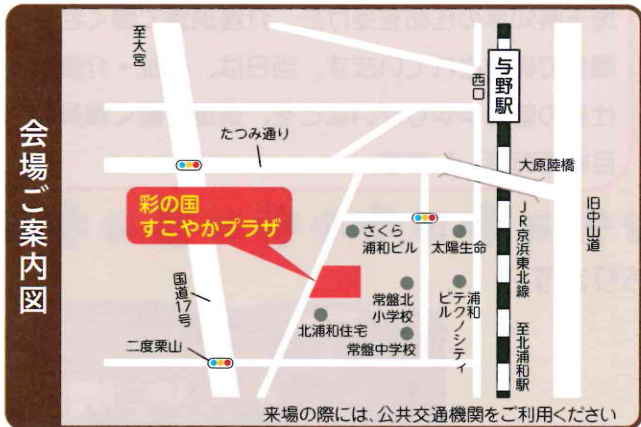 会場ご案内図
至大宮
西口
与野駅
たつみ通り
大原陸橋
彩の国
すこやかプラザ
さくら
浦和ビル
太陽生命
JR京浜東北線
旧中山道
国道17号
常盤北
小学校
浦和
テクノシティ
ビル
北浦和住宅
常盤中学校
二度栗山
至北浦和駅
来場の際には、公共交通機関をご利用ください